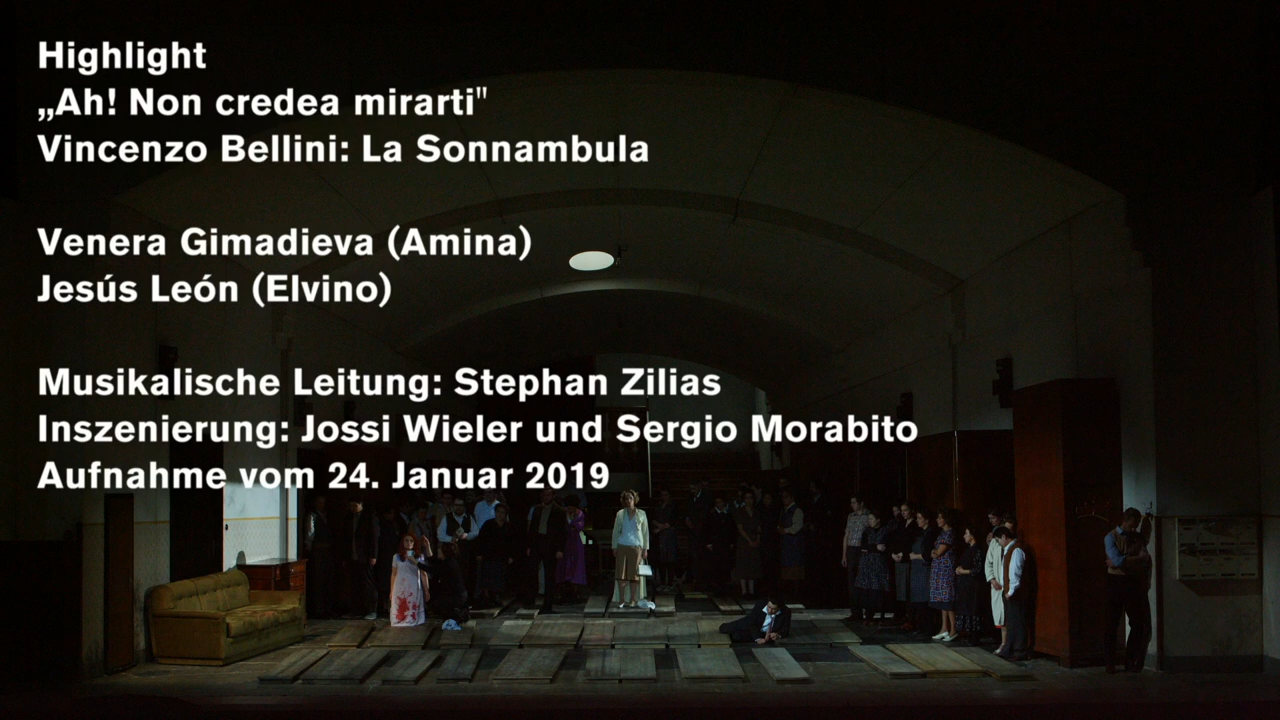 Highlight
„Ah! Non credea mirarti"
Vincenzo Bellini: La Sonnambula
Venera Gimadieva (Amina)
Jesús León (Elvino)
Musikalische Leitung: Stephan Zilias
Inszenierung: Jossi Wieler und Sergio Morabito
Aufnahme vom 24. Januar 2019